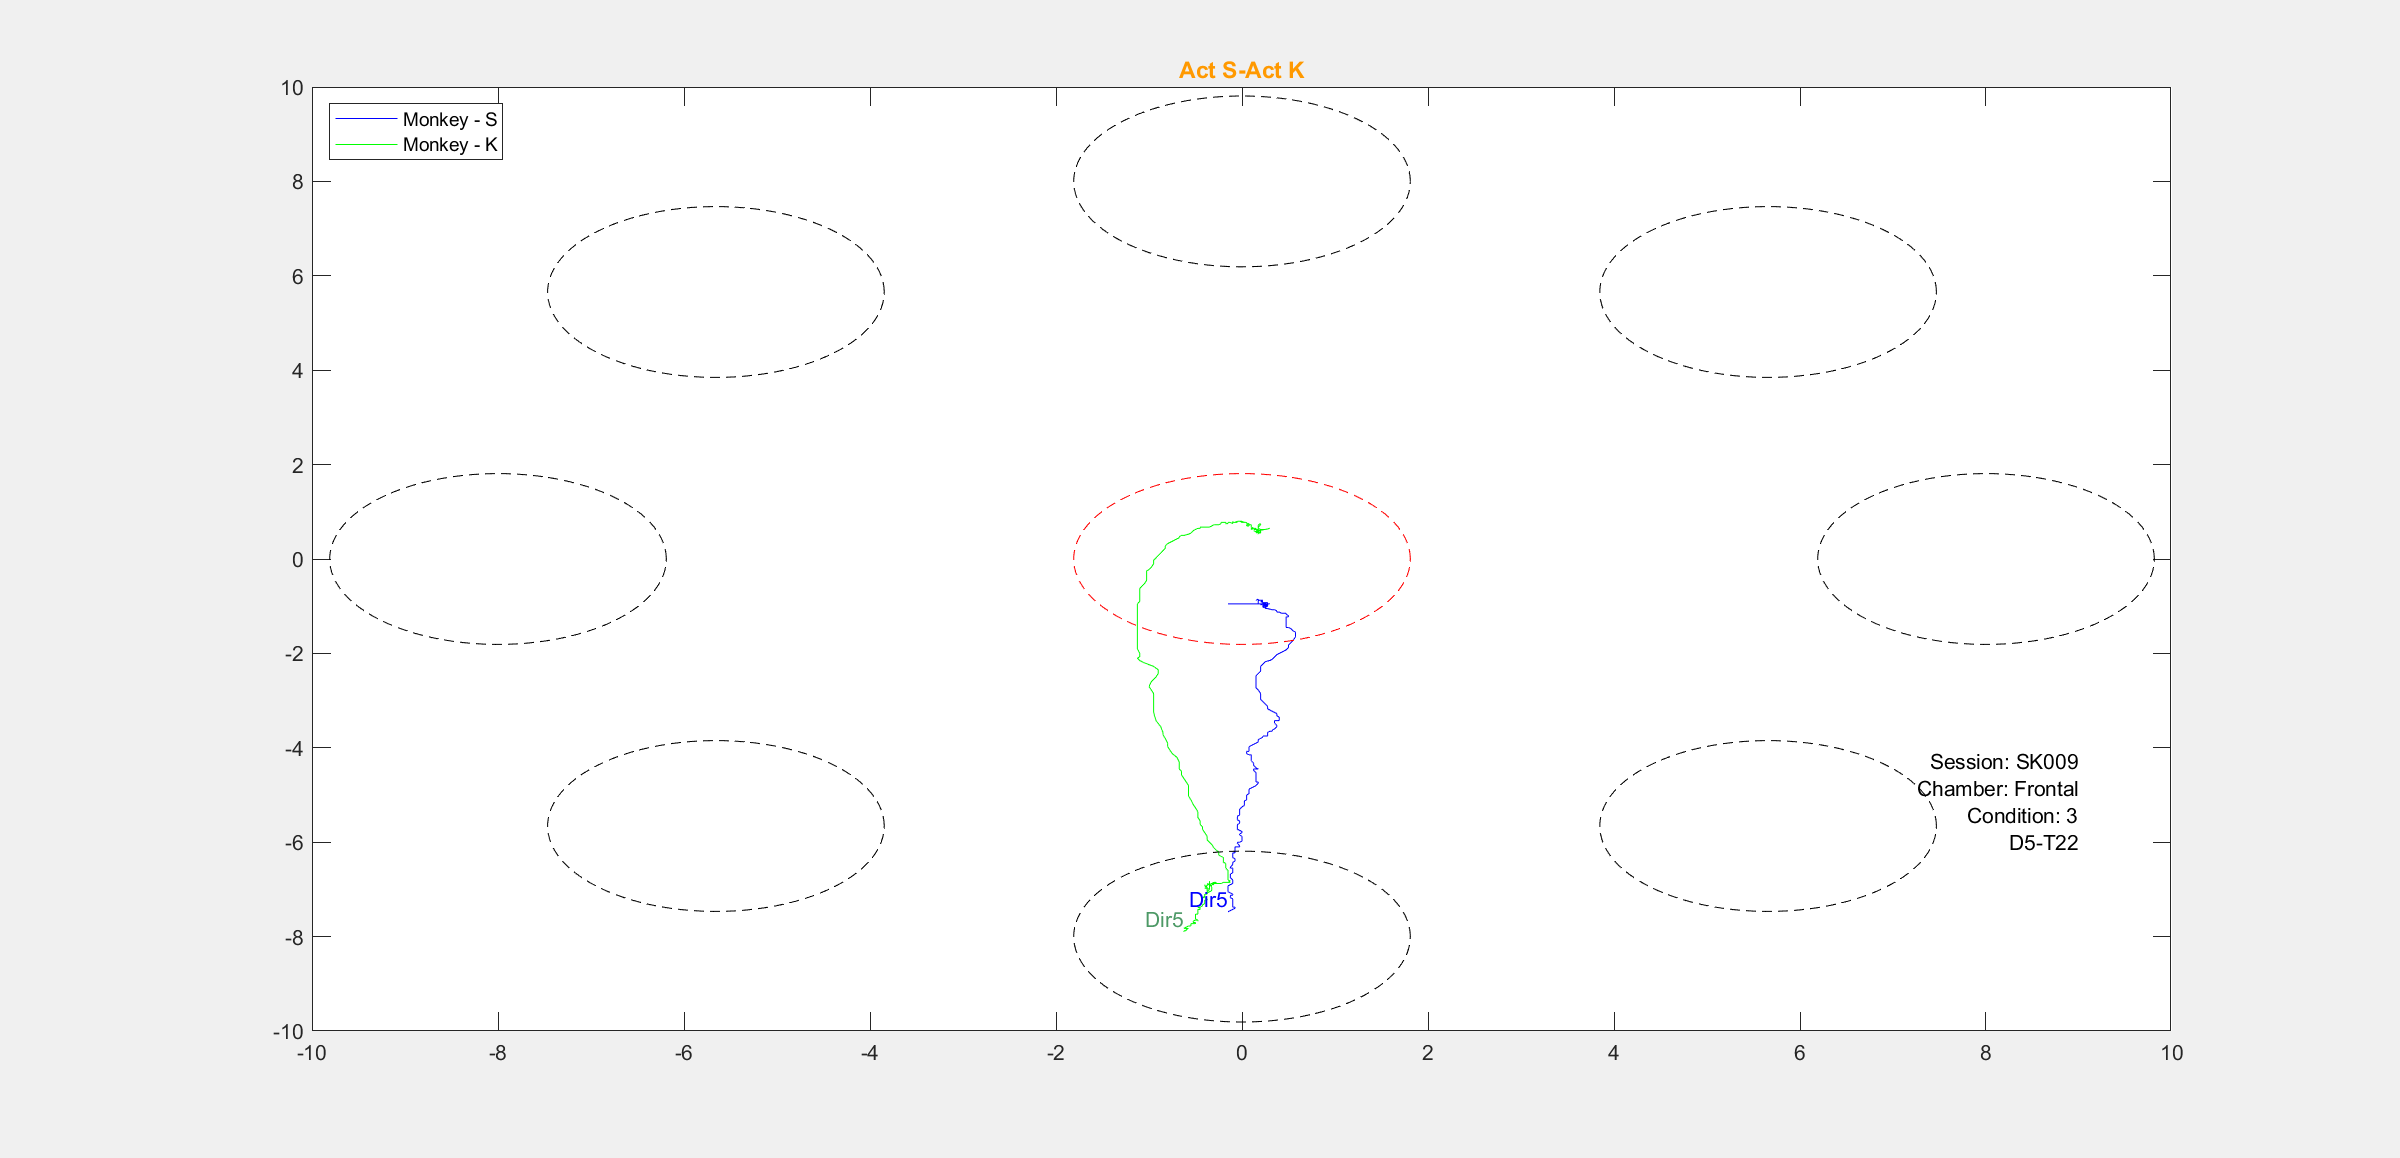 Act S-Act K
10
Monkey - S
Monkey - K
8
6
4
2
0
-2
-4
Session: SK009
Chamber: Frontal
Condition: 3
D5-T22
-6
Dir5
Dir5
-8
-10
-10 -8 -6 -4 -2 0 2 4 6 8 10